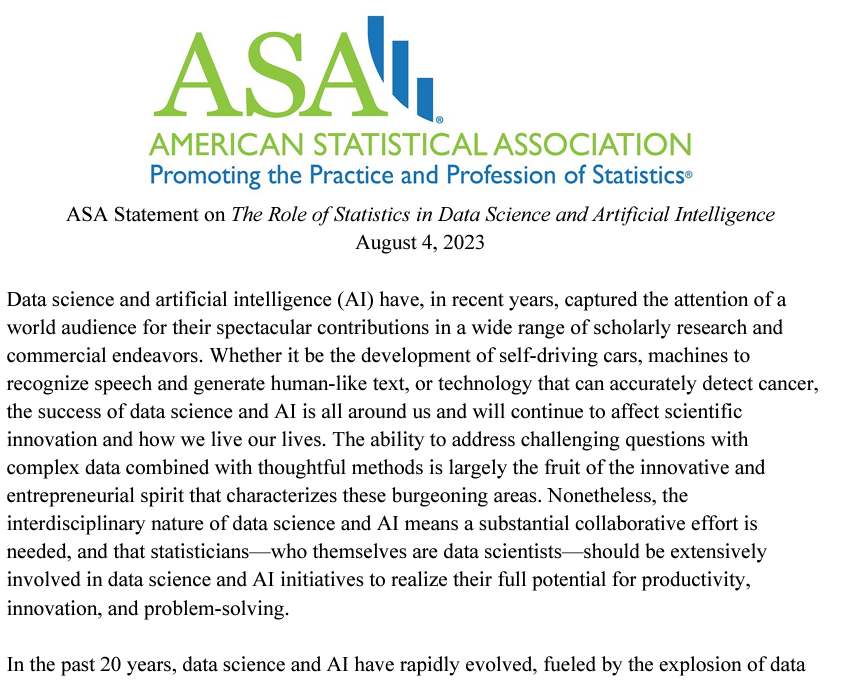 ASA®
AMERICAN STATISTICAL ASSOCIATION
Promoting the Practice and Profession of Statistics®
ASA Statement on The Role of Statistics in Data Science and Artificial Intelligence
August 4, 2023
Data science and artificial intelligence (AI) have, in recent years, captured the attention of a
world audience for their spectacular contributions in a wide range of scholarly research and
commercial endeavors. Whether it be the development of self-driving cars, machines to
recognize speech and generate human-like text, or technology that can accurately detect cancer,
the success of data science and AI is all around us and will continue to affect scientific
innovation and how we live our lives. The ability to address challenging questions with
complex data combined with thoughtful methods is largely the fruit of the innovative and
entrepreneurial spirit that characterizes these burgeoning areas. Nonetheless, the
interdisciplinary nature of data science and AI means a substantial collaborative effort is
needed, and that statisticians—who themselves are data scientists—should be extensively
involved in data science and AI initiatives to realize their full potential for productivity,
innovation, and problem-solving.
In the past 20 years, data science and AI have rapidly evolved, fueled by the explosion of data